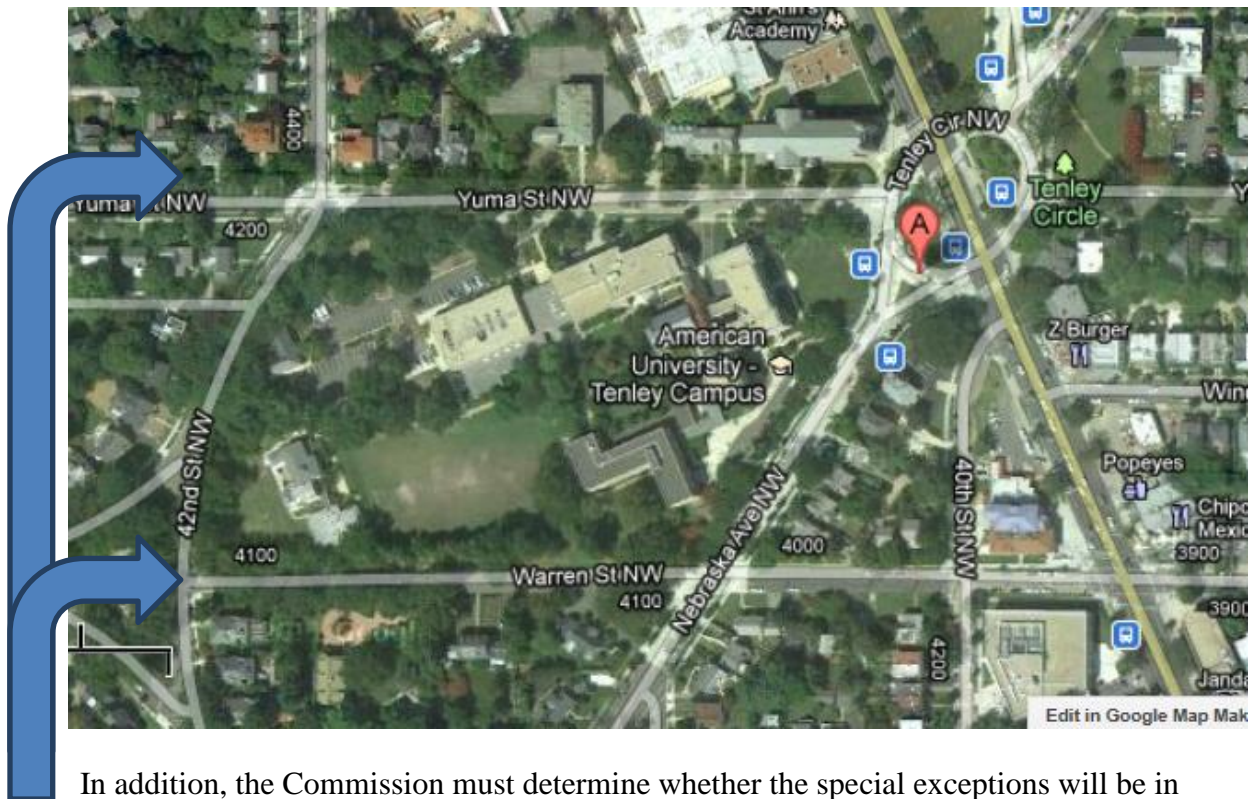 St Ann's
Academy
Tenley Cir NW
4400
Yuma St NW
Yuma St NW
4200
Tenley
Circle
A
Z Burger
American
University -
Tenley Campus
Popeyes
42nd St NW
Nebraska Ave NW
40th St NW
4100
4000
3900
Warren St NW
4100
3900
4200
Edit in Google Map Mak
In addition, the Commission must determine whether the special exceptions will be in